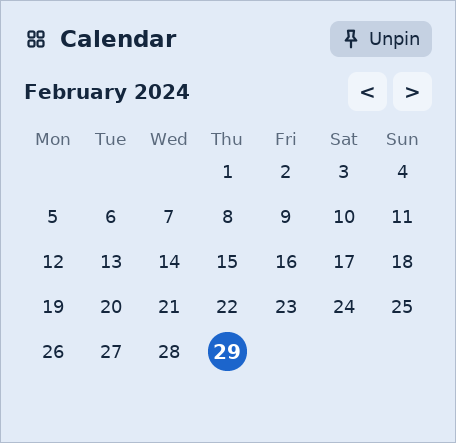 Calendar
Unpin
February 2024
< >
Mon Tue Wed Thu Fri Sat Sun
1 2 3 4
5 6 7 8 9 10 11
12 13 14 15 16 17 18
19 20 21 22 23 24 25
26 27 28 29